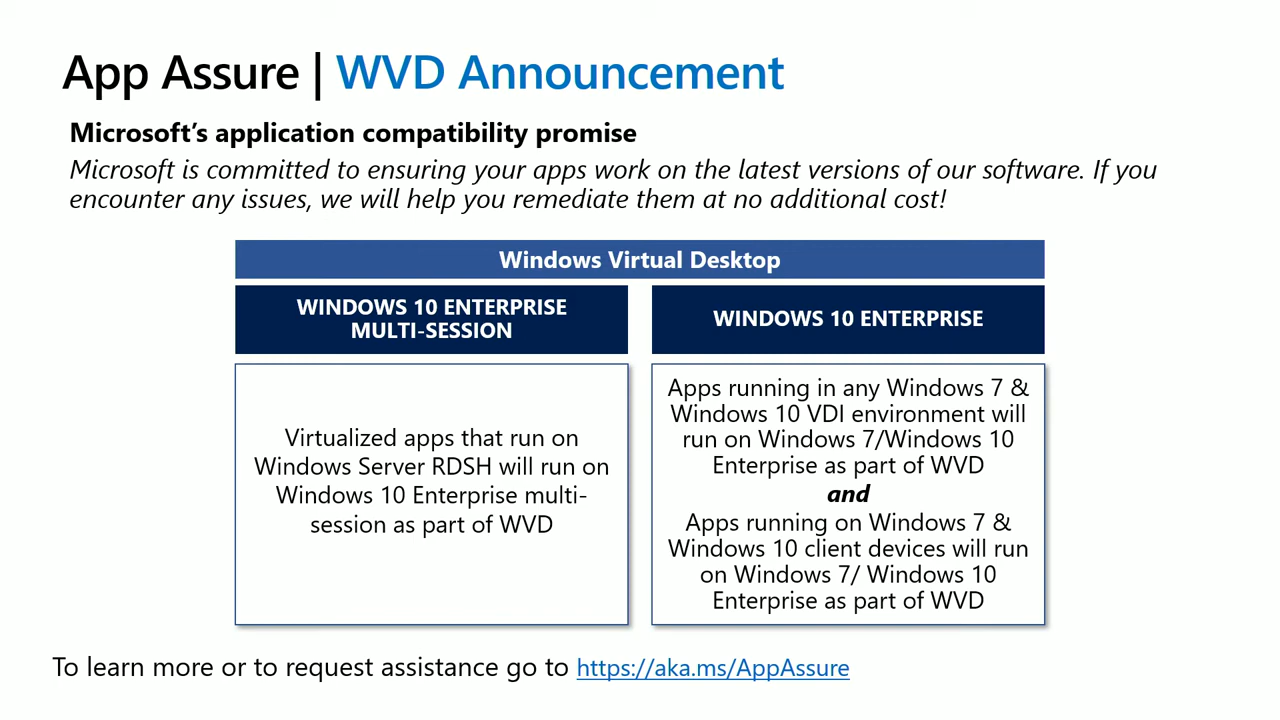 App Assure | WVD Announcement
Microsoft’s application compatibility promise
Microsoft is committed to ensuring your apps work on the latest versions of our software. If you
encounter any issues, we will help you remediate them at no additional cost!
Windows Virtual Desktop
WINDOWS 10 ENTERPRISE
MULTI-SESSION
Virtualized apps that run on
Windows Server RDSH will run on
Windows 10 Enterprise multi-
session as part of WVD
WINDOWS 10 ENTERPRISE
Apps running in any Windows 7 &
Windows 10 VDI environment will
run on Windows 7/Windows 10
Enterprise as part of WVD
and
Apps running on Windows 7 &
Windows 10 client devices will run
on Windows 7/ Windows 10
Enterprise as part of WVD
To learn more or to request assistance go to https://aka.ms/AppAssure